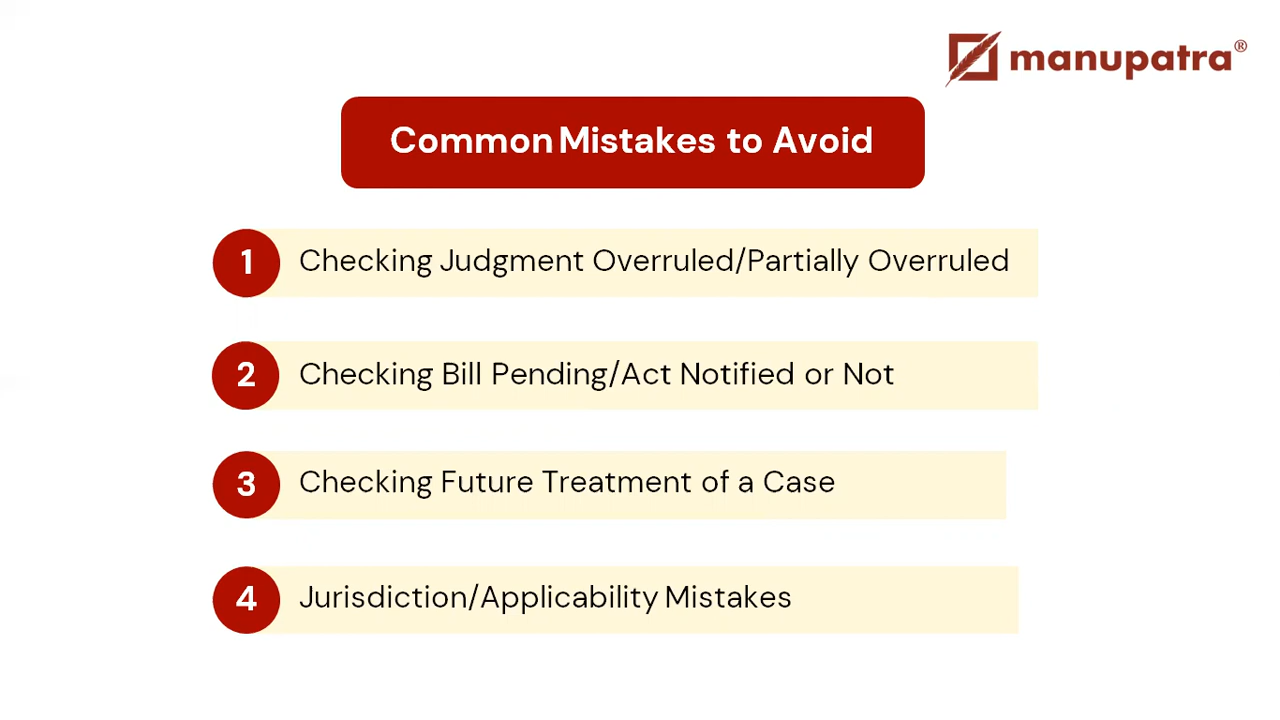 manupatra®
Common Mistakes to Avoid
1 Checking Judgment Overruled/Partially Overruled
2 Checking Bill Pending/Act Notified or Not
3 Checking Future Treatment of a Case
4 Jurisdiction/Applicability Mistakes